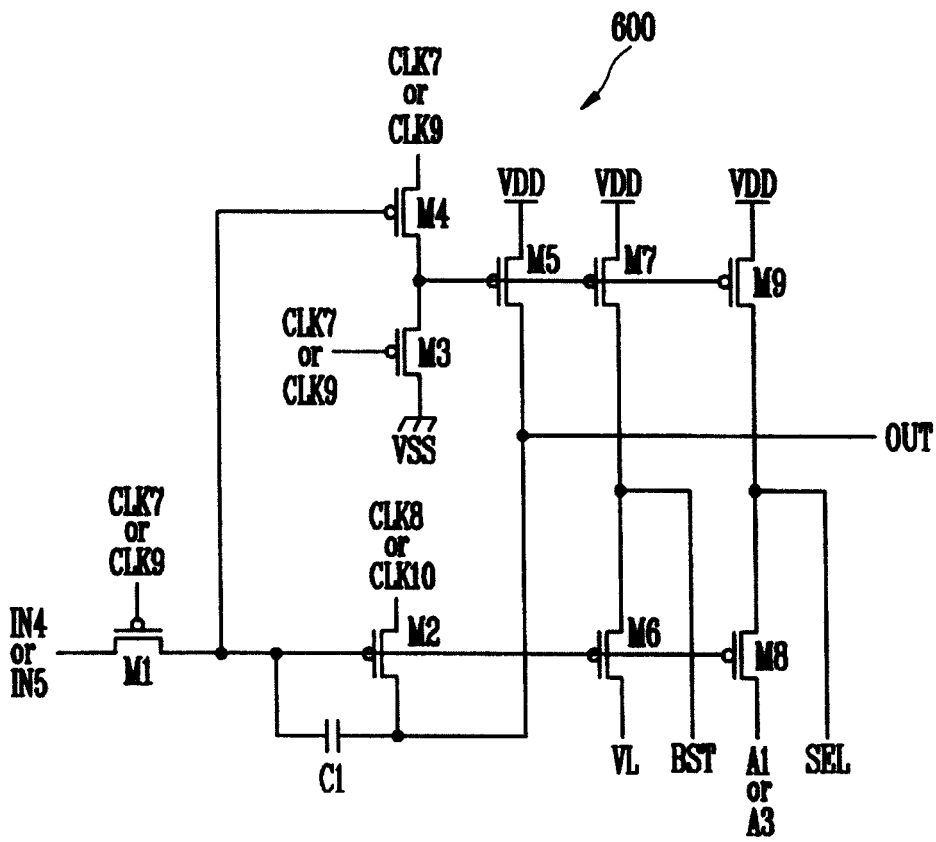 600
CLK7
or
CLK9
M4
VDD
VDD
VDD
M5
M7
M9
CLK7
or
CLK9
M3
VSS
OUT
CLK7
or
CLK9
CLK8
or
CLK10
IN4
or
IN5
M1
M2
M6
M8
C1
VL
BST
A1
or
A3
SEL